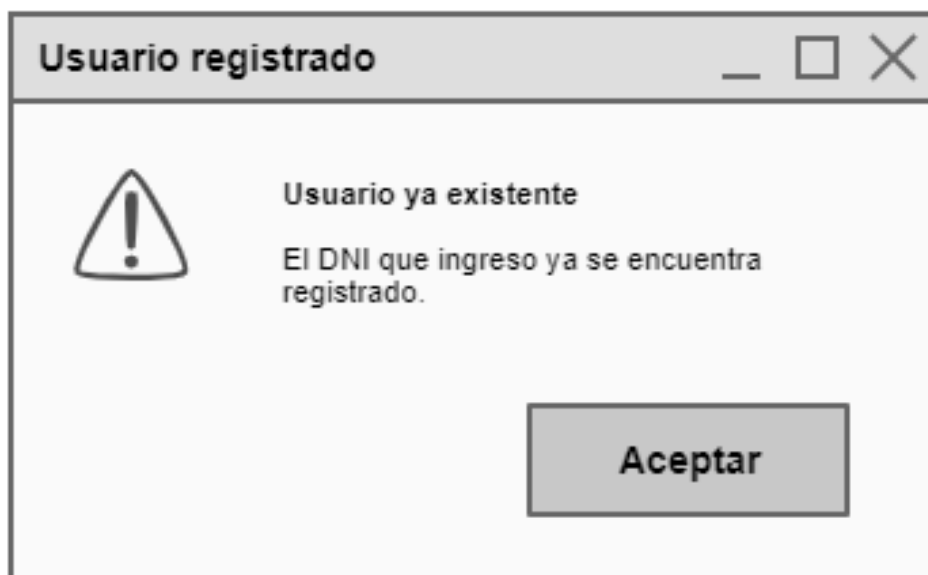 Usuario registrado
Usuario ya existente
El DNI que ingreso ya se encuentra
registrado.
Aceptar